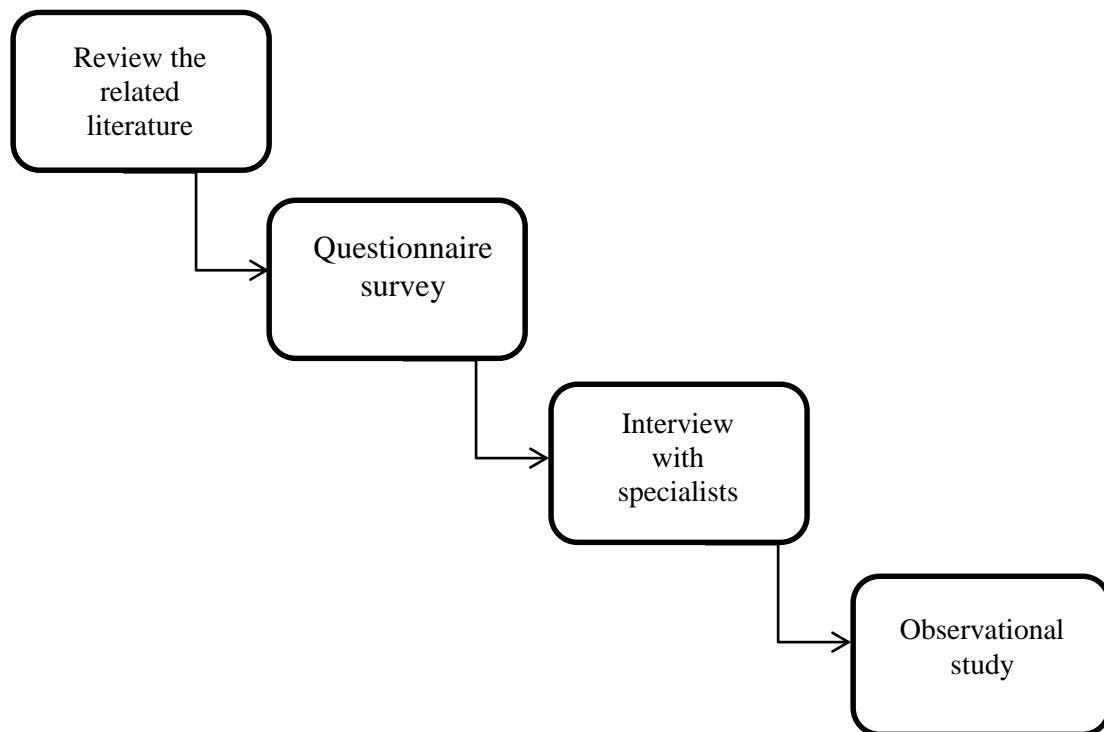 Review the
related
literature
Questionnaire
survey
Interview
with
specialists
Observational
study